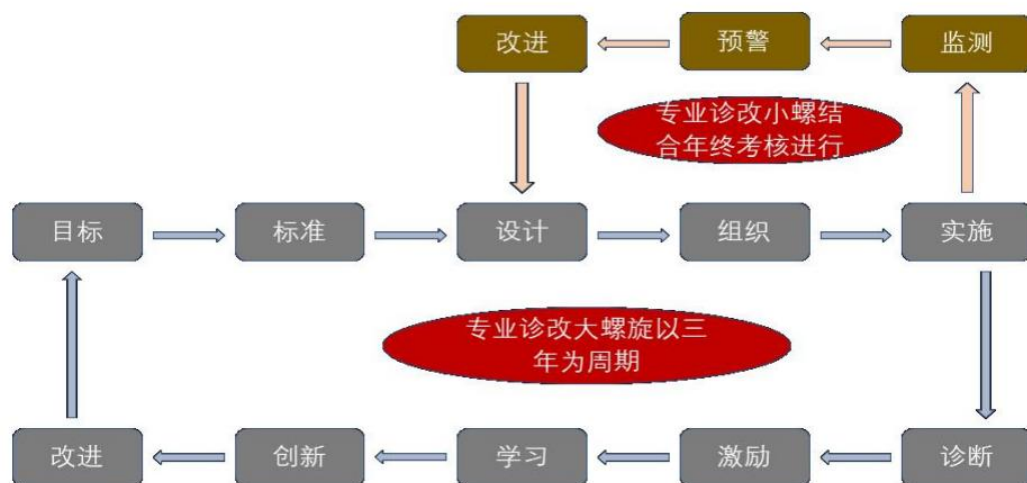 改进
预警
监测
专业诊改小螺结
合年终考核进行
目标
标准
设计
组织
实施
专业诊改大螺旋以三
年为周期
改进
创新
学习
激励
诊断